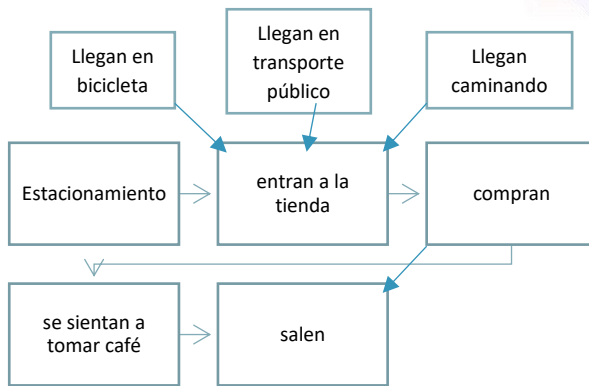 Llegan en
bicicleta
Llegan en
transporte
público
Llegan
caminando
Estacionamiento
entran a la
tienda
compran
se sientan a
tomar café
salen